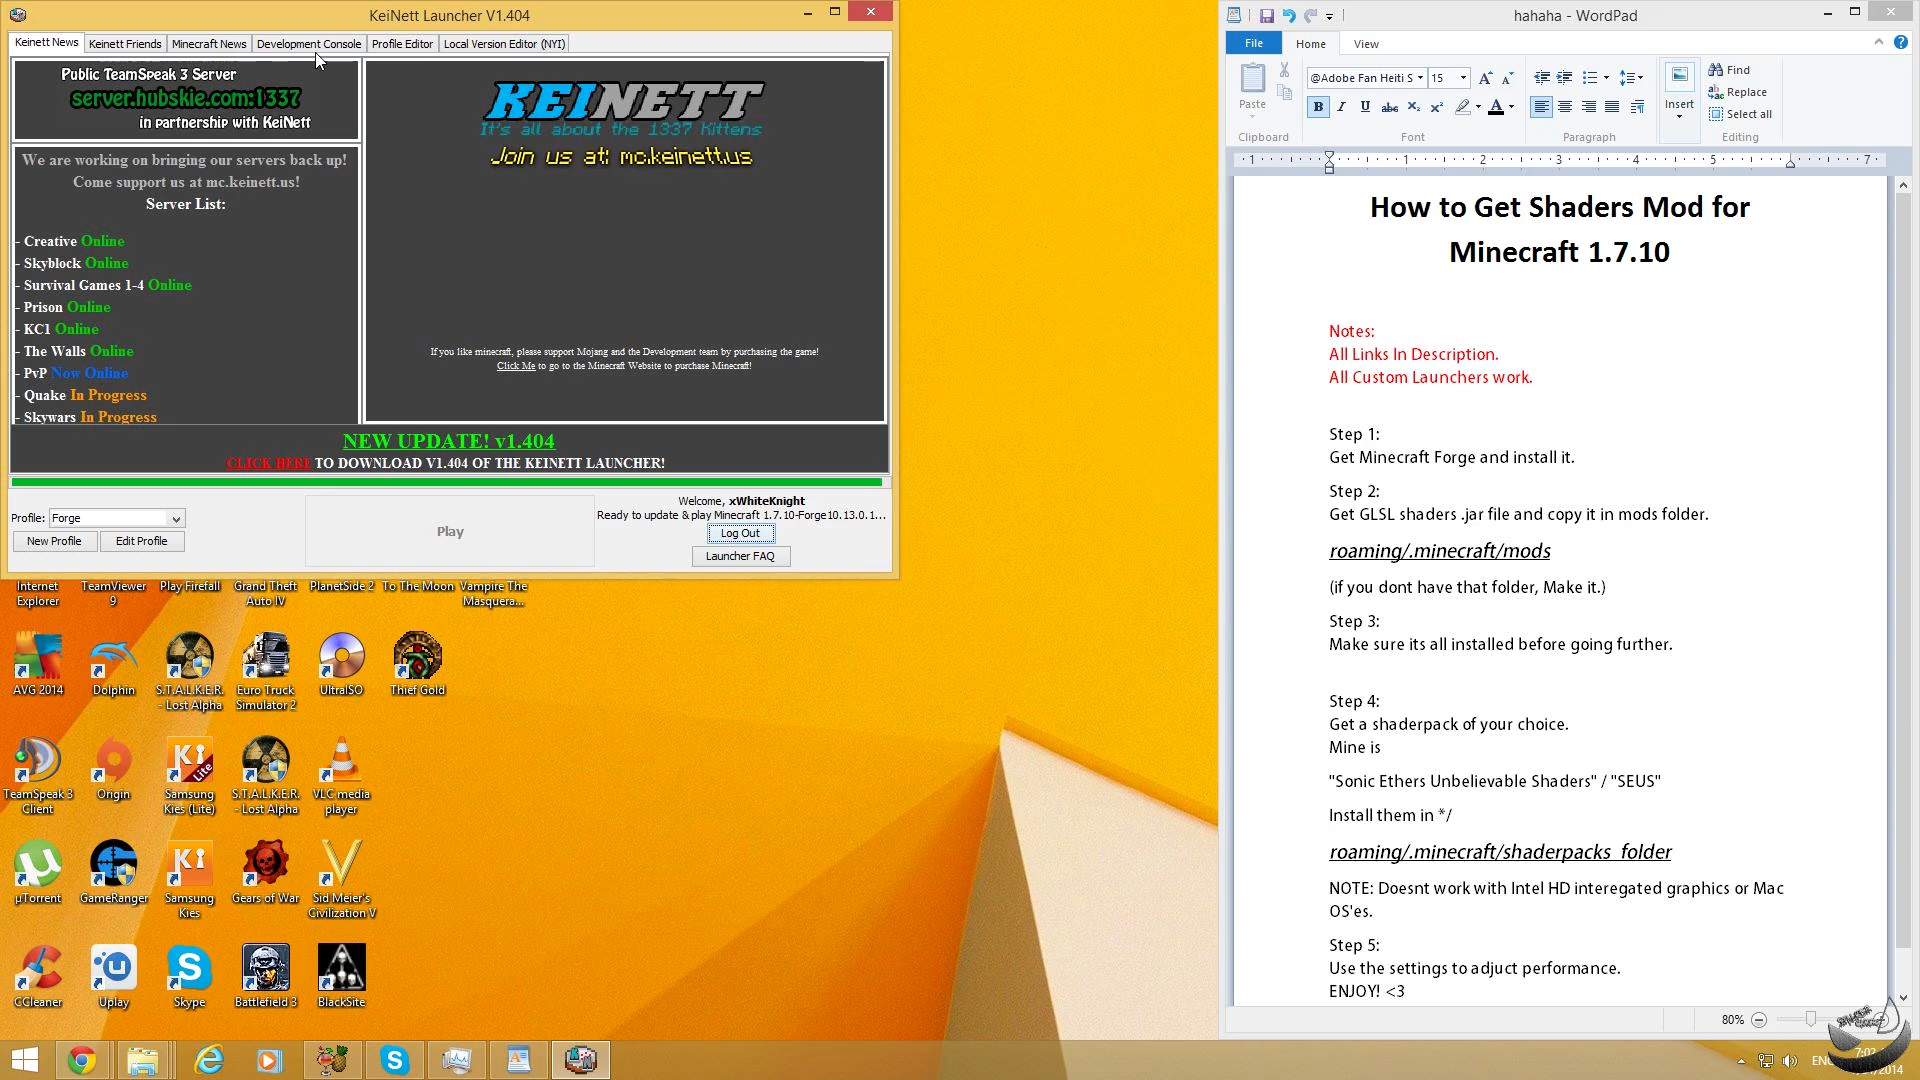 KeiNett Launcher V1.404
Keinett News
Keinett Friends
Minecraft News
Development Console
Profile Editor
Local Version Editor (NYI)
Public TeamSpeak 3 Server
server.hubskie.com:1337
in partnership with KeiNett
We are working on bringing our servers back up!
Come support us at mc.keinett.us!
Server List:
- Creative Online
- Skyblock Online
- Survival Games 1-4 Online
- Prison Online
- KC1 Online
- The Walls Online
- PvP Now Online
- Quake In Progress
- Skywars In Progress
KEINETT
It's all about the 1337 Kittens
Join us at: mc.keinett.us
If you like minecraft, please support Mojang and the Development team by purchasing the game!
Click Me to go to the Minecraft Website to purchase Minecraft!
NEW UPDATE! v1.404
CLICK HERE TO DOWNLOAD V1.404 OF THE KEINETT LAUNCHER!
Profile: Forge
New Profile
Edit Profile
Play
Welcome, xWhiteKnight
Ready to update & play Minecraft 1.7.10-Forge10.13.0.1...
Log Out
Launcher FAQ
Internet Explorer
TeamViewer 9
Play Firefall
Grand Theft Auto IV
PlanetSide 2
To The Moon
Vampire The Masquera...
AVG 2014
Dolphin
S.T.A.L.K.E.R. - Lost Alpha
Euro Truck Simulator 2
UltraISO
Thief Gold
TeamSpeak 3 Client
Origin
Samsung Kies (Lite)
S.T.A.L.K.E.R. - Lost Alpha
VLC media player
µTorrent
GameRanger
Samsung Kies
Gears of War
Sid Meier's Civilization V
CCleaner
Uplay
Skype
Battlefield 3
BlackSite
hahaha - WordPad
File
Home
View
Paste
Clipboard
@Adobe Fan Heiti S
15
Font
Paragraph
Insert
Find
Replace
Select all
Editing
1 1 2 3 4 5 7
How to Get Shaders Mod for
Minecraft 1.7.10
Notes:
All Links In Description.
All Custom Launchers work.
Step 1:
Get Minecraft Forge and install it.
Step 2:
Get GLSL shaders .jar file and copy it in mods folder.
roaming/.minecraft/mods
(if you dont have that folder, Make it.)
Step 3:
Make sure its all installed before going further.
Step 4:
Get a shaderpack of your choice.
Mine is
"Sonic Ethers Unbelievable Shaders" / "SEUS"
Install them in */
roaming/.minecraft/shaderpacks folder
NOTE: Doesnt work with Intel HD interegated graphics or Mac
OS'es.
Step 5:
Use the settings to adjuct performance.
ENJOY! <3
80%